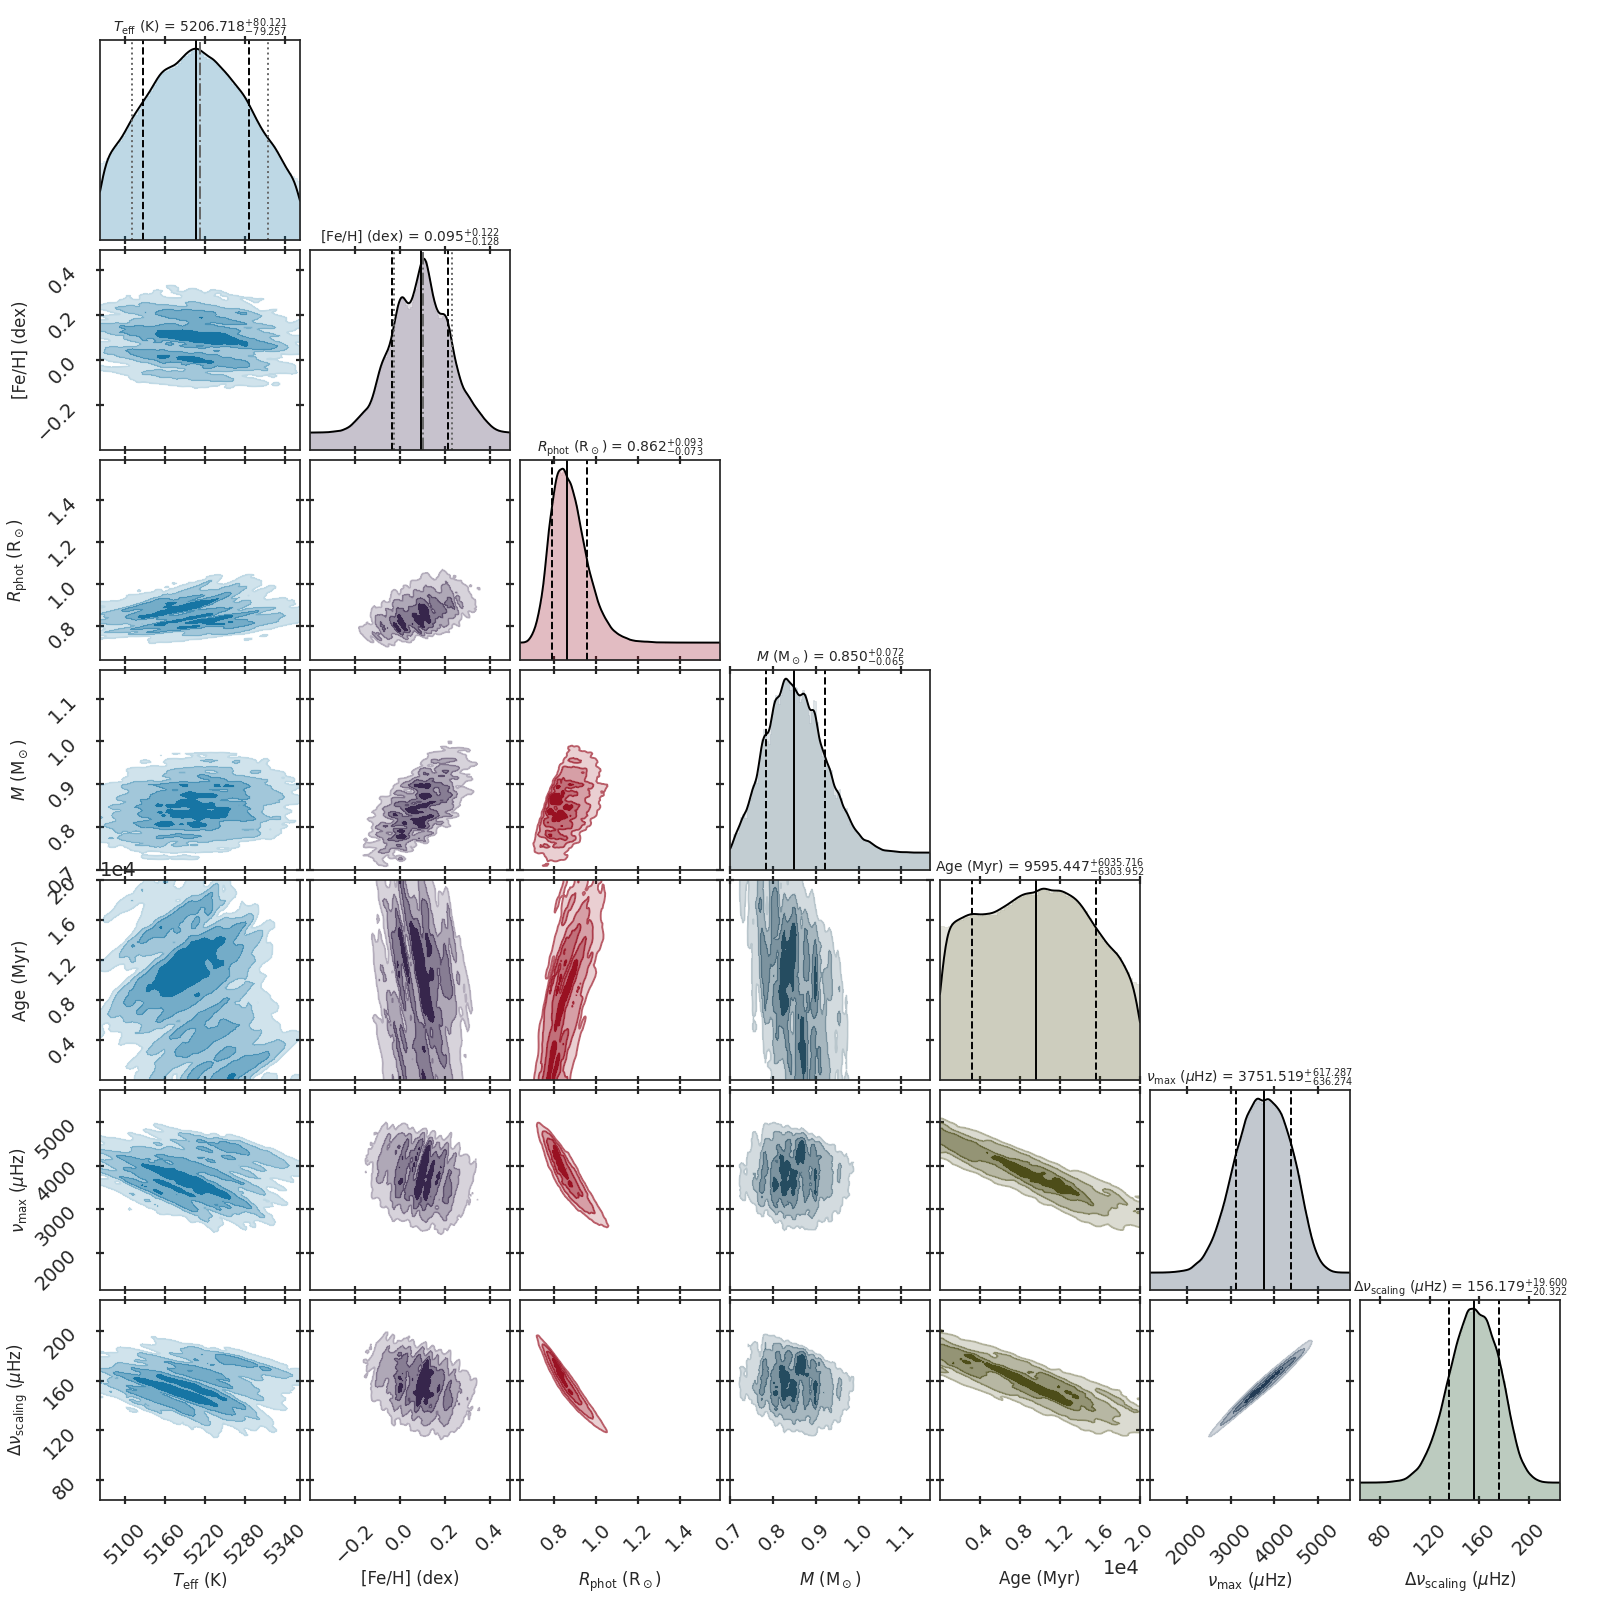 T_eff (K) = 5206.718 +80.121 −79.257
[Fe/H] (dex) = 0.095 +0.122 −0.128
0.4
0.2
0.0
−0.2
[Fe/H] (dex)
R_phot (R⊙) = 0.862 +0.093 −0.073
1.4
1.2
1.0
0.8
R_phot (R⊙)
M (M⊙) = 0.850 +0.072 −0.065
1.1
1.0
0.9
0.8
0.7
M (M⊙)
1e4
Age (Myr) = 9595.447 +6035.716 −6303.952
2.0
1.6
1.2
0.8
0.4
Age (Myr)
ν_max (μHz) = 3751.519 +617.287 −636.274
5000
4000
3000
2000
ν_max (μHz)
Δν_scaling (μHz) = 156.179 +19.600 −20.322
200
160
120
80
Δν_scaling (μHz)
5100 5160 5220 5280 5340
T_eff (K)
−0.2 0.0 0.2 0.4
[Fe/H] (dex)
0.8 1.0 1.2 1.4
R_phot (R⊙)
0.7 0.8 0.9 1.0 1.1
M (M⊙)
0.4 0.8 1.2 1.6 2.0
1e4
Age (Myr)
2000 3000 4000 5000
ν_max (μHz)
80 120 160 200
Δν_scaling (μHz)